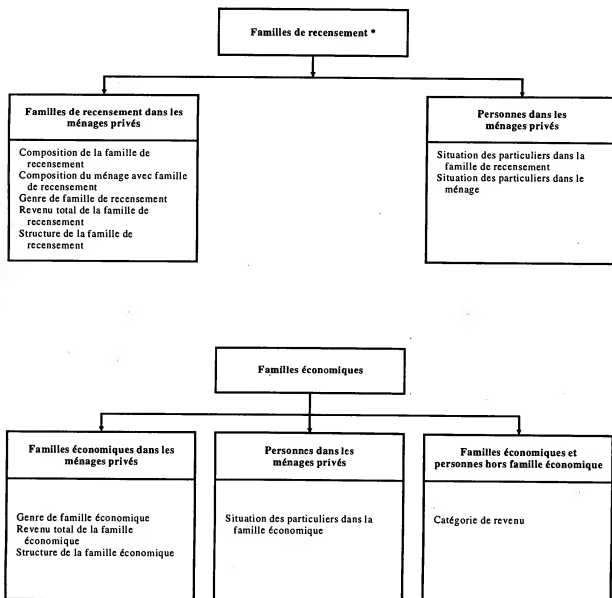 Familles de recensement *
Familles de recensement dans les
ménages privés
Composition de la famille de
recensement
Composition du ménage avec famille
de recensement
Genre de famille de recensement
Revenu total de la famille de
recensement
Structure de la famille de
recensement
Personnes dans les
ménages privés
Situation des particuliers dans la
famille de recensement
Situation des particuliers dans le
ménage
Familles économiques
Familles économiques dans les
ménages privés
Genre de famille économique
Revenu total de la famille
économique
Structure de la famille économique
Personnes dans les
ménages privés
Situation des particuliers dans la
famille économique
Familles économiques et
personnes hors famille économique
Catégorie de revenu